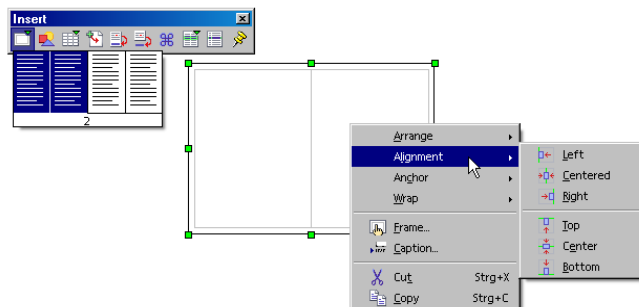 Insert
2
Arrange
Alignment
Anchor
Wrap
Frame...
Caption...
Cut Strg+X
Copy Strg+C
Left
Centered
Right
Top
Center
Bottom